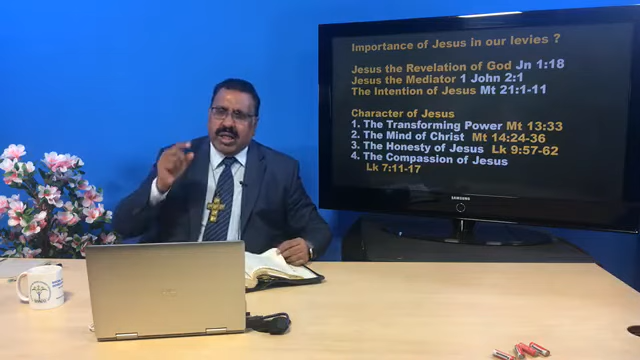 Importance of Jesus in our levies ?
Jesus the Revelation of God Jn 1:18
Jesus the Mediator 1 John 2:1
The Intention of Jesus Mt 21:1-11
Character of Jesus
1. The Transforming Power Mt 13:33
2. The Mind of Christ Mt 14:24-36
3. The Honesty of Jesus Lk 9:57-62
4. The Compassion of Jesus
Lk 7:11-17
SAMSUNG